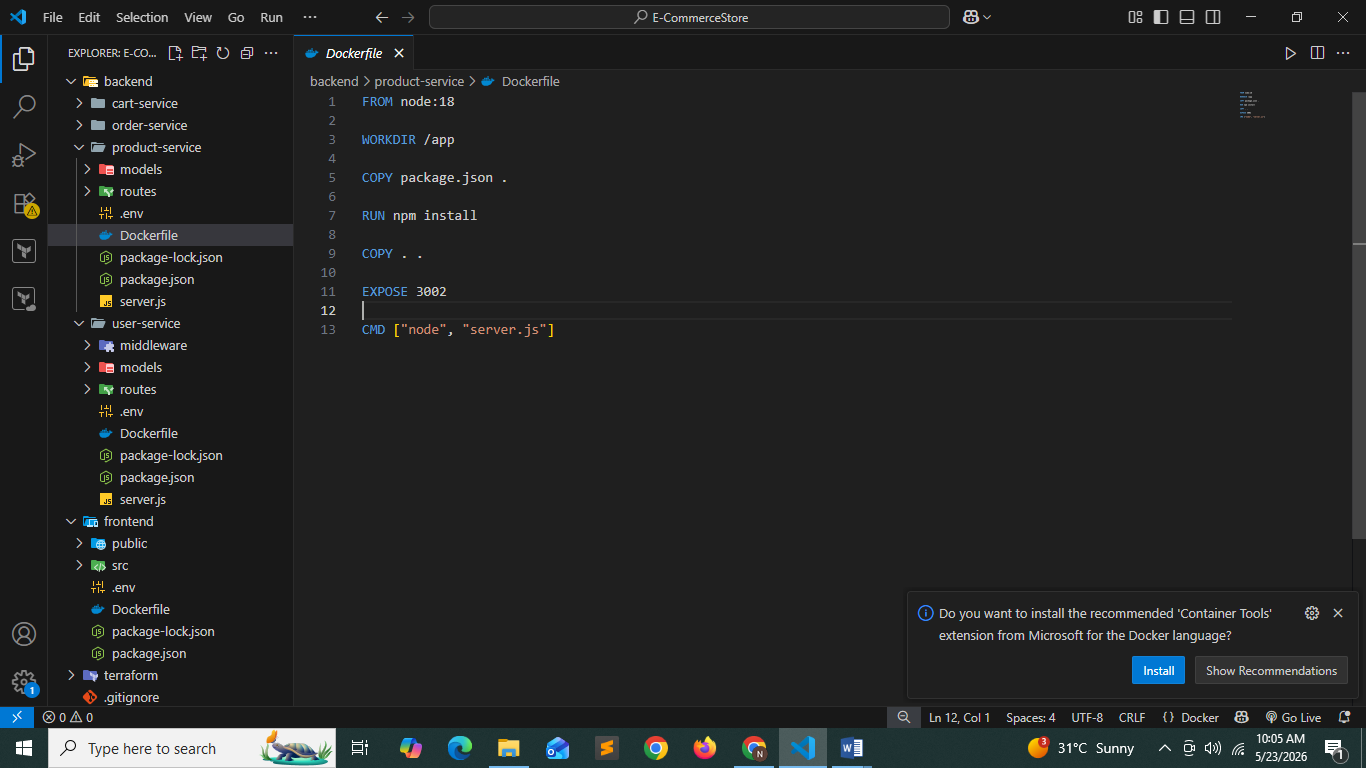 File Edit Selection View Go Run ··· E-CommerceStore
EXPLORER: E-CO...
backend
cart-service
order-service
product-service
models
routes
.env
Dockerfile
package-lock.json
package.json
server.js
user-service
middleware
models
routes
.env
Dockerfile
package-lock.json
package.json
server.js
frontend
public
src
.env
Dockerfile
package-lock.json
package.json
terraform
.gitignore
1
Dockerfile
backend > product-service > Dockerfile
1 FROM node:18
2
3 WORKDIR /app
4
5 COPY package.json .
6
7 RUN npm install
8
9 COPY . .
10
11 EXPOSE 3002
12
13 CMD ["node", "server.js"]
Do you want to install the recommended 'Container Tools'
extension from Microsoft for the Docker language?
Install Show Recommendations
0 0 Ln 12, Col 1 Spaces: 4 UTF-8 CRLF {} Docker Go Live
Type here to search
3 31°C Sunny
10:05 AM
5/23/2026
1